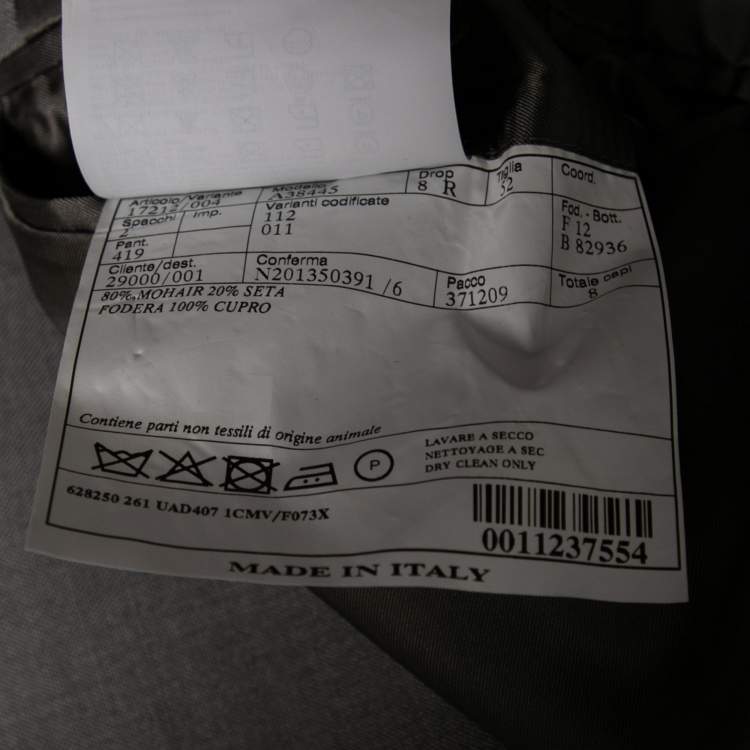 Articolo/Variante Modello Drop Taglia Coord.
17212/004 A38445 8 R 52
Spacchi Imp. Varianti codificate Fod. - Bott.
2 112 F 12
Pant. 011 B 82936
419
Cliente/dest. Conferma Pacco Totale capi
29000/001 N201350391 /6 371209 8
80% MOHAIR 20% SETA
FODERA 100% CUPRO
Contiene parti non tessili di origine animale
LAVARE A SECCO
NETTOYAGE A SEC
P DRY CLEAN ONLY
628250 261 UAD407 1CMV/F073X
0011237554
MADE IN ITALY